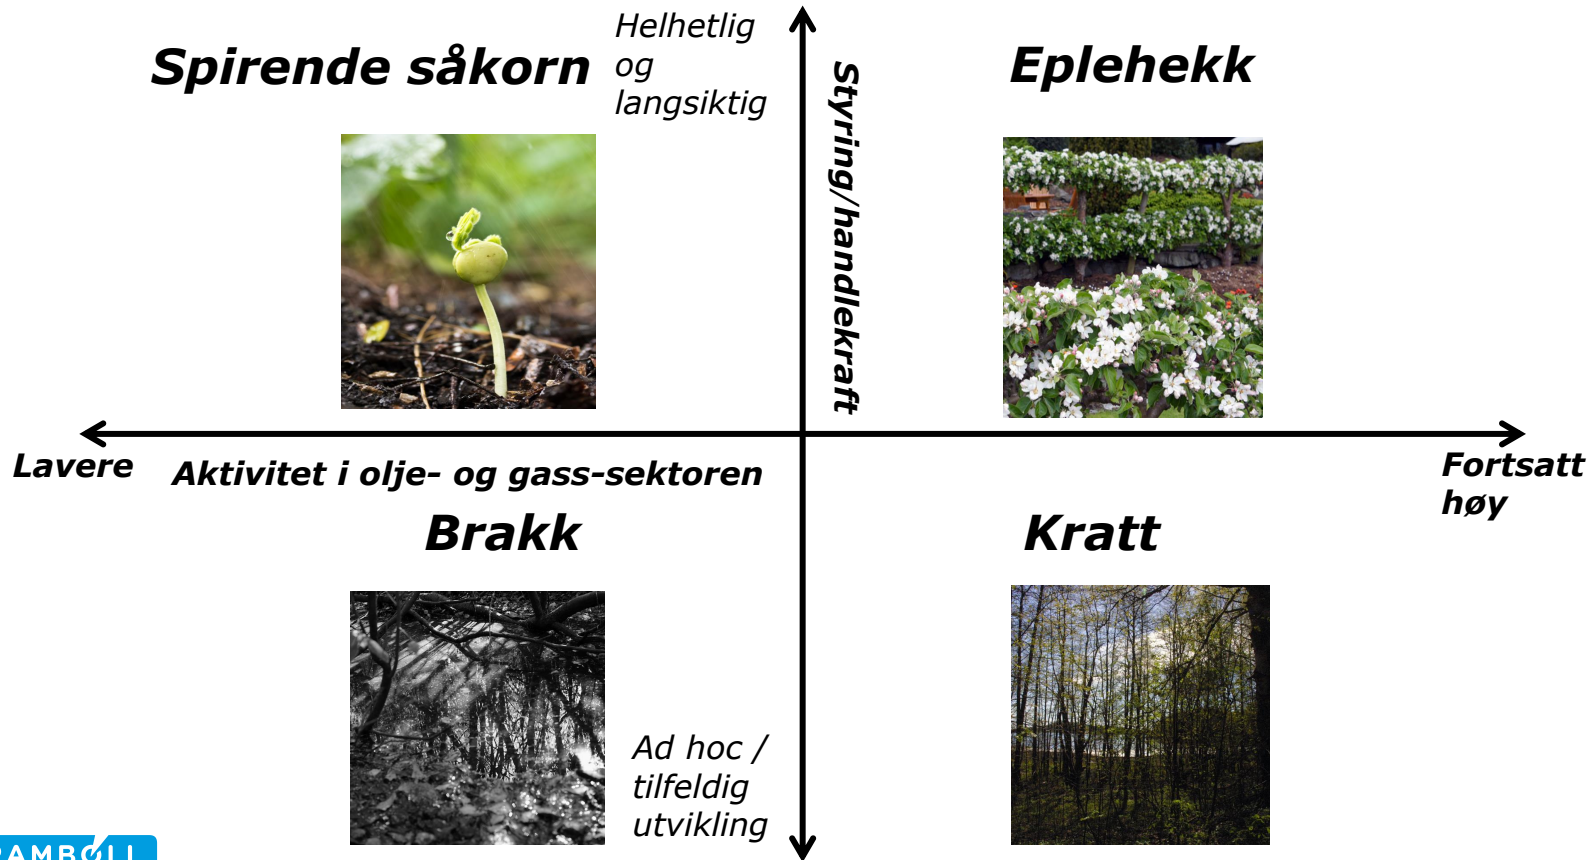 Spirende såkorn
Helhetlig
og
langsiktig
Styring/handlekraft
Eplehekk
Lavere
Aktivitet i olje- og gass-sektoren
Fortsatt
høy
Brakk
Kratt
Ad hoc /
tilfeldig
utvikling
RAMBØLL